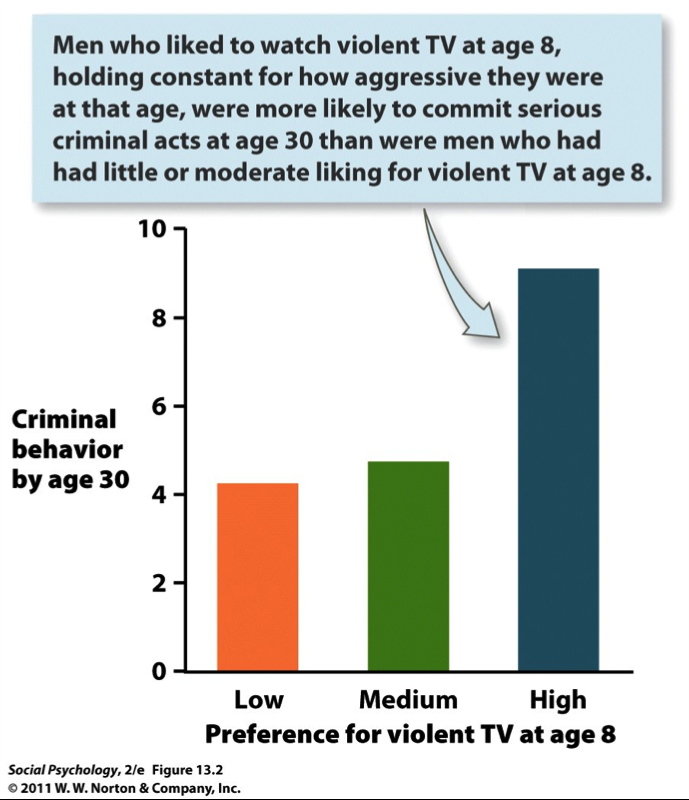 Men who liked to watch violent TV at age 8,
holding constant for how aggressive they were
at that age, were more likely to commit serious
criminal acts at age 30 than were men who had
had little or moderate liking for violent TV at age 8.
10
8
6
4
2
0
Criminal
behavior
by age 30
Low Medium High
Preference for violent TV at age 8
Social Psychology, 2/e Figure 13.2
© 2011 W. W. Norton & Company, Inc.